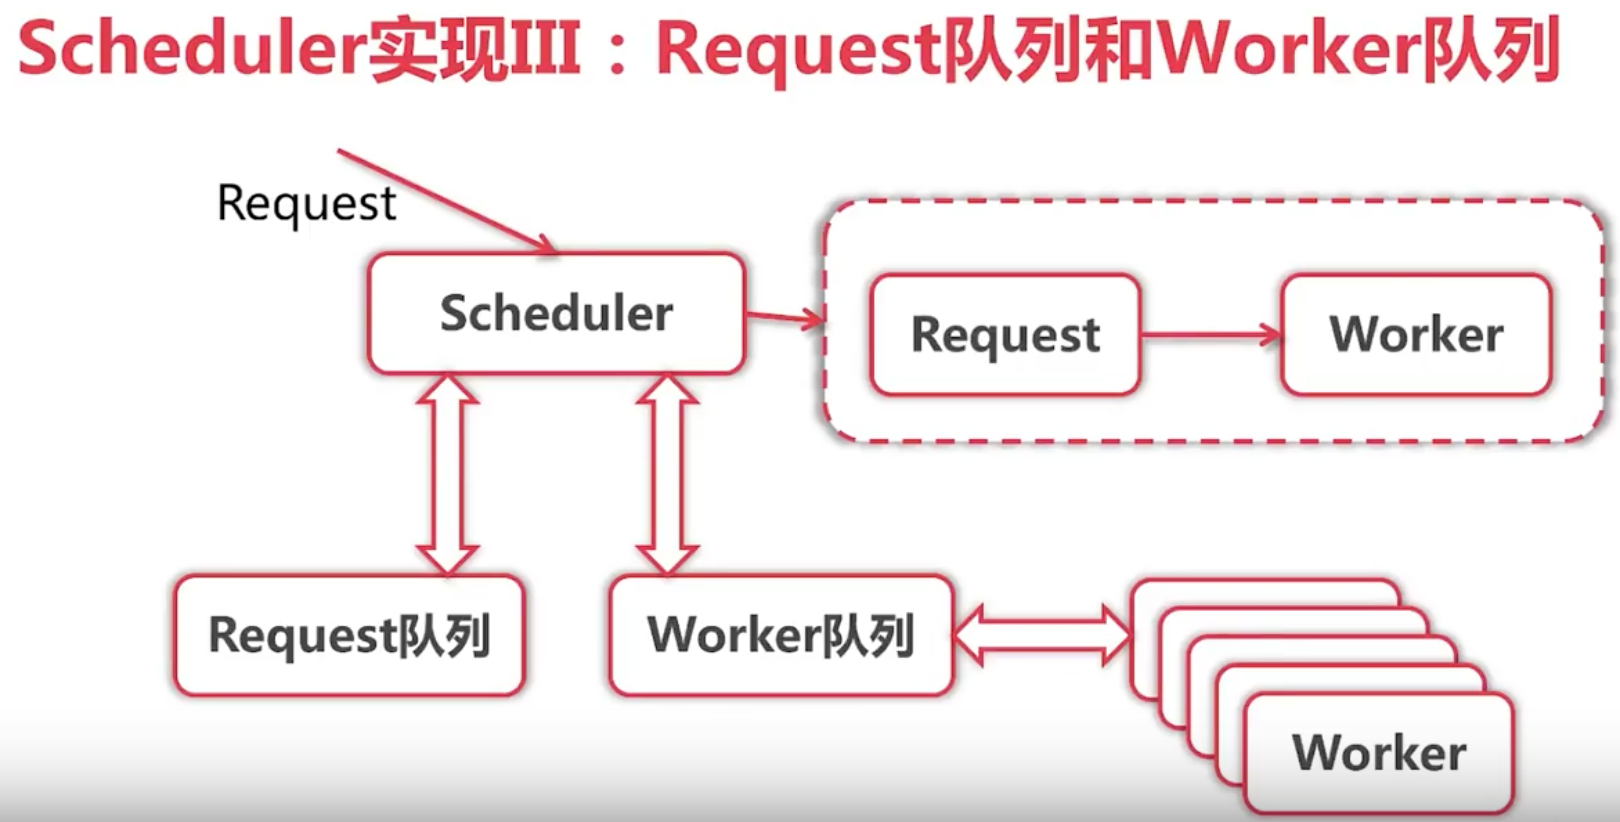 Scheduler实现III：Request队列和Worker队列
Request
Scheduler
Request
Worker
Request队列
Worker队列
Worker